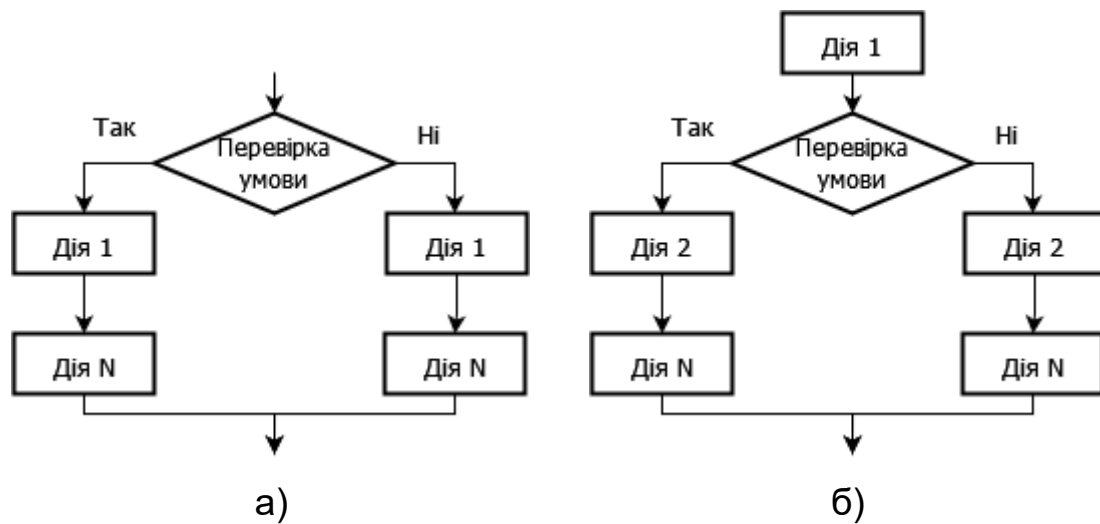 Дія 1
Так
Ні
Перевірка
умови
Дія 1
Дія 1
Дія N
Дія N
а)
Так
Ні
Перевірка
умови
Дія 2
Дія 2
Дія N
Дія N
б)